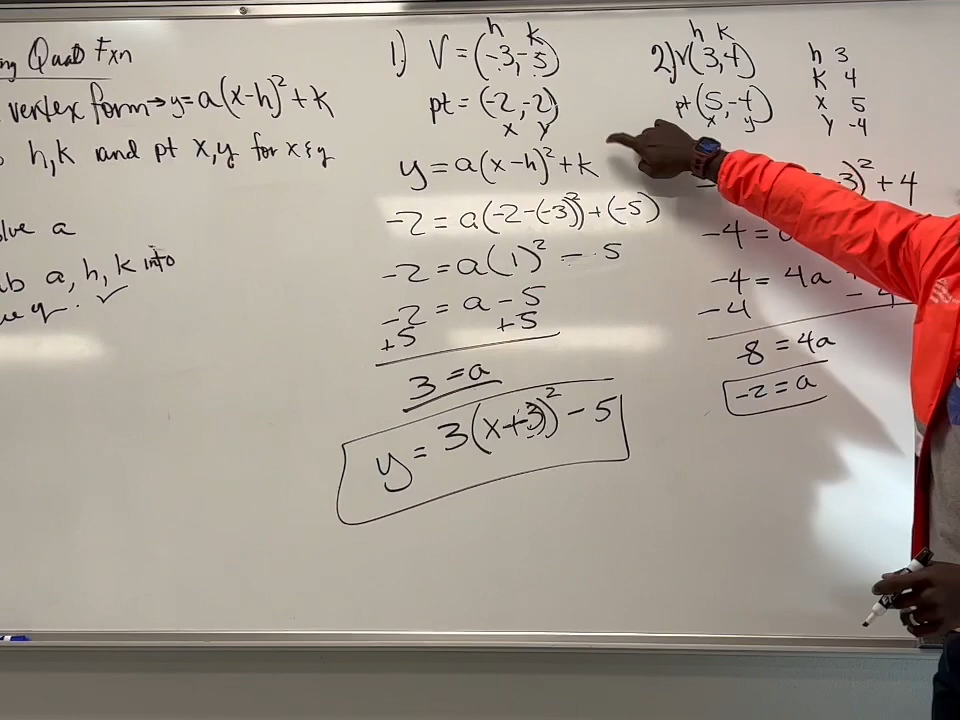 Quad Fxn
vertex form → y = a(x-h)² + k
h,k and pt x,y for x & y
a
a, h, k into
1.) V = (-3, -5)
h k
pt = (-2, -2)
x y
y = a(x-h)² + k
-2 = a(-2-(-3))² + (-5)
-2 = a(1)² - 5
-2 = a - 5
+5 +5
3 = a
y = 3(x+3)² - 5
2) V(3,4)
h k
pt(5,-4)
x y
h 3
k 4
x 5
y -4
-3)² + 4
-4 =
-4 = 4a
-4 - 4
-8 = 4a
-2 = a